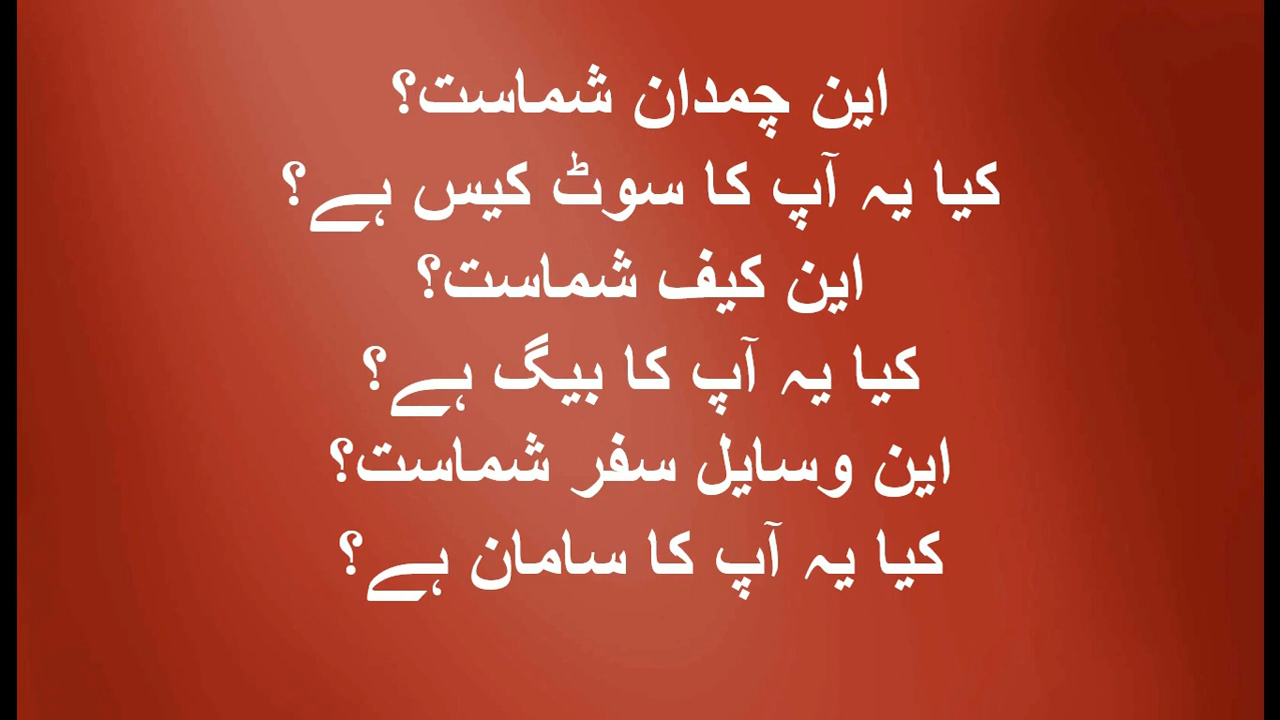 این چمدان شماست؟
کیا یہ آپ کا سوٹ کیس ہے؟
این کیف شماست؟
کیا یہ آپ کا بیگ ہے؟
این وسایل سفر شماست؟
کیا یہ آپ کا سامان ہے؟